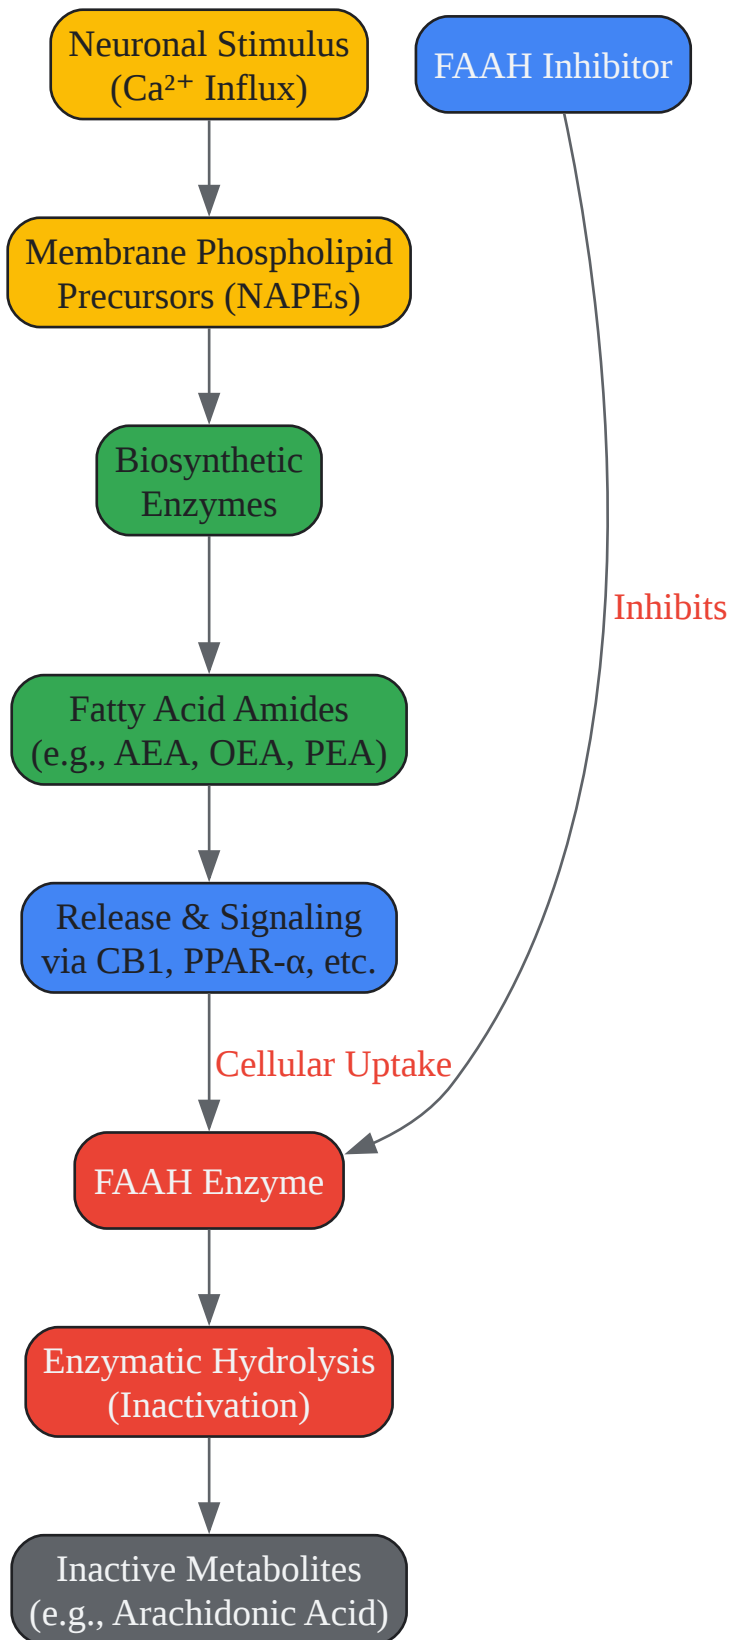 Neuronal Stimulus
(Ca²⁺ Influx)
FAAH Inhibitor
Membrane Phospholipid
Precursors (NAPEs)
Biosynthetic
Enzymes
Inhibits
Fatty Acid Amides
(e.g., AEA, OEA, PEA)
Release & Signaling
via CB1, PPAR-α, etc.
Cellular Uptake
FAAH Enzyme
Enzymatic Hydrolysis
(Inactivation)
Inactive Metabolites
(e.g., Arachidonic Acid)